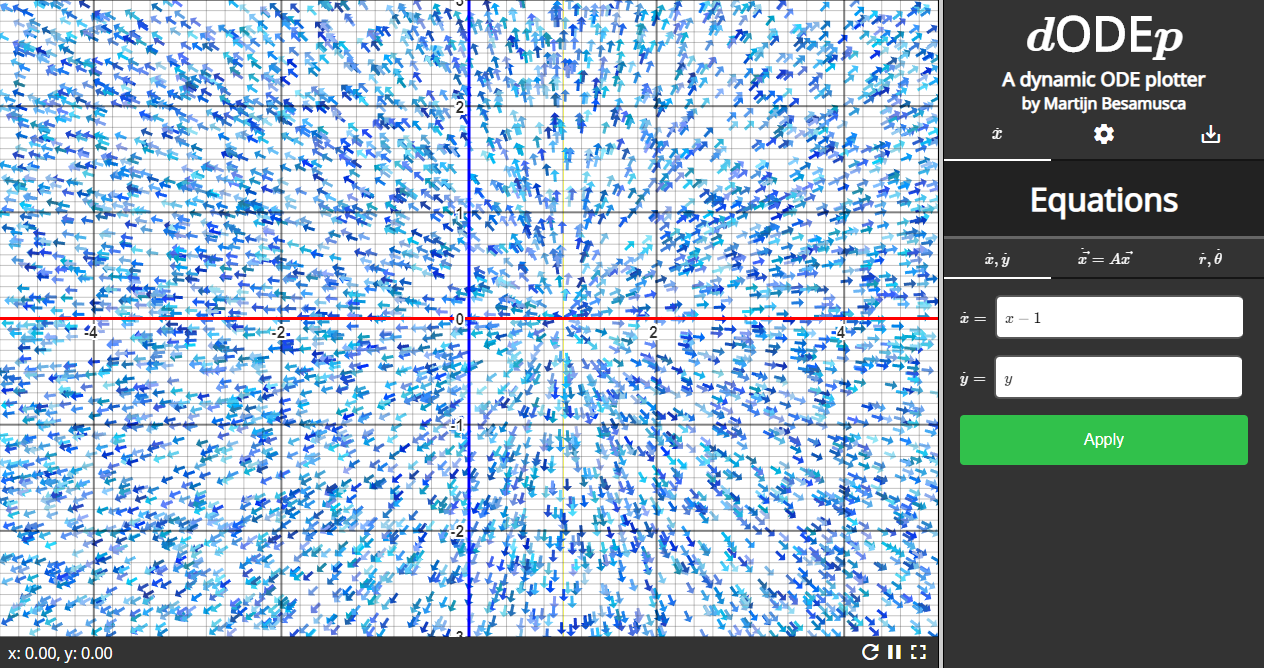 dODEp
A dynamic ODE plotter
by Martijn Besamusca
ẋ
Equations
ẋ, ẏ
ẋ⃗ = Ax⃗
ṙ, θ̇
ẋ = x − 1
ẏ = y
Apply
3
2
1
-4 -2 0 2 4
-1
-2
-3
x: 0.00, y: 0.00